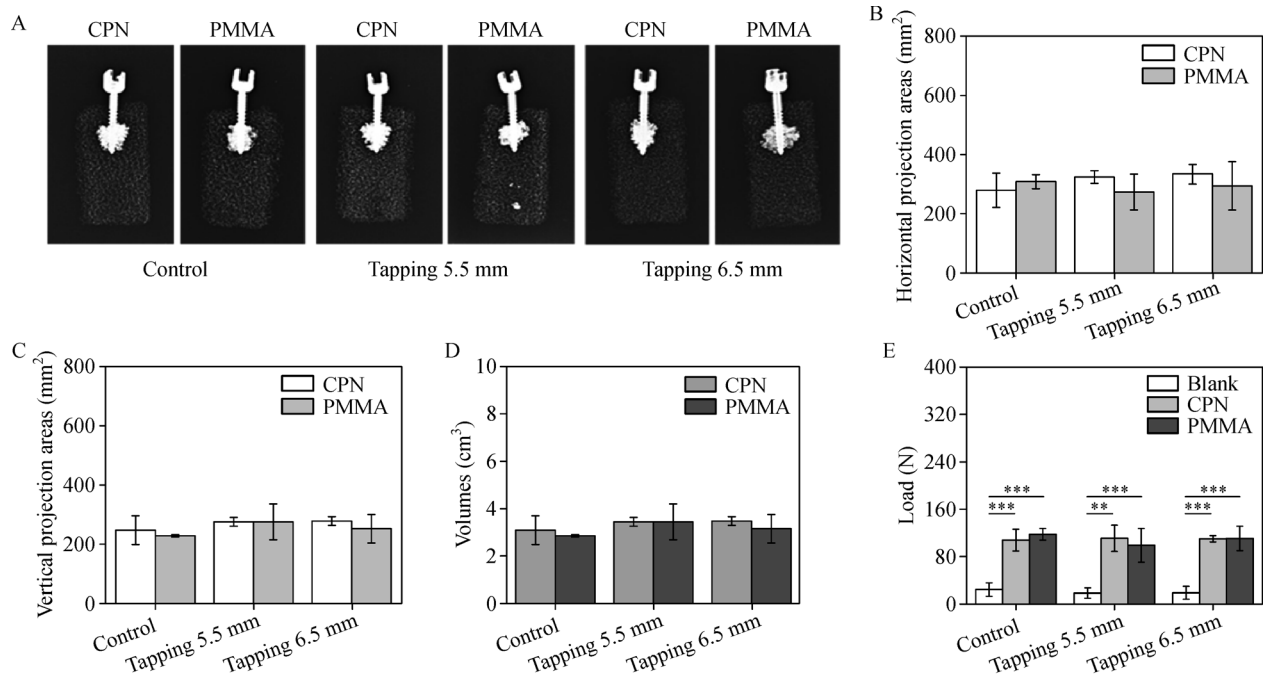 A
CPN PMMA CPN PMMA CPN PMMA
Control Tapping 5.5 mm Tapping 6.5 mm
B
Horizontal projection areas (mm²)
800
600
400
200
0
CPN
PMMA
Control Tapping 5.5 mm Tapping 6.5 mm
C
Vertical projection areas (mm²)
800
600
400
200
0
CPN
PMMA
Control Tapping 5.5 mm Tapping 6.5 mm
D
Volumes (cm³)
10
8
6
4
2
0
CPN
PMMA
Control Tapping 5.5 mm Tapping 6.5 mm
E
Load (N)
400
320
240
160
80
0
Blank
CPN
PMMA
*** *** ***
*** ** ***
Control Tapping 5.5 mm Tapping 6.5 mm